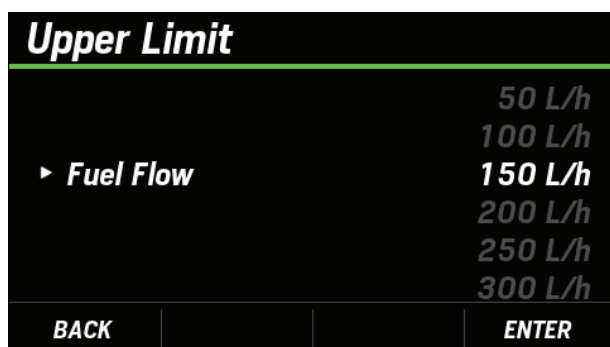 Upper Limit
50 L/h
100 L/h
Fuel Flow 150 L/h
200 L/h
250 L/h
300 L/h
BACK ENTER